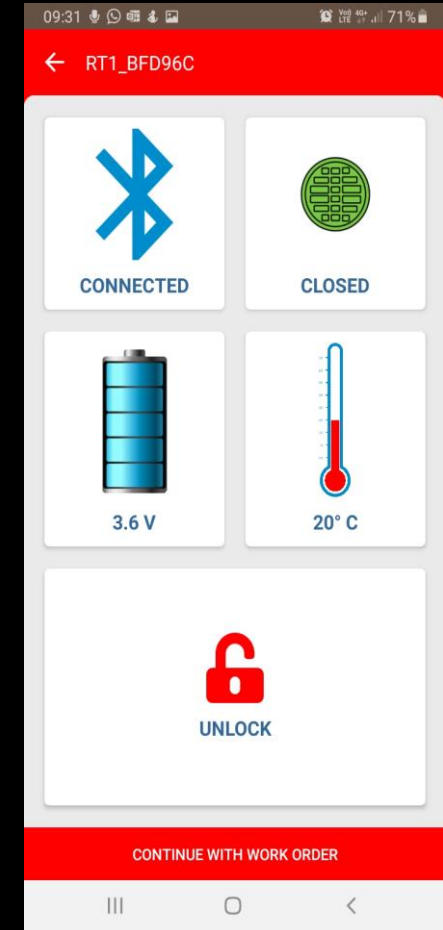 09:31 71%
RT1_BFD96C
CONNECTED CLOSED
3.6 V 20° C
UNLOCK
CONTINUE WITH WORK ORDER